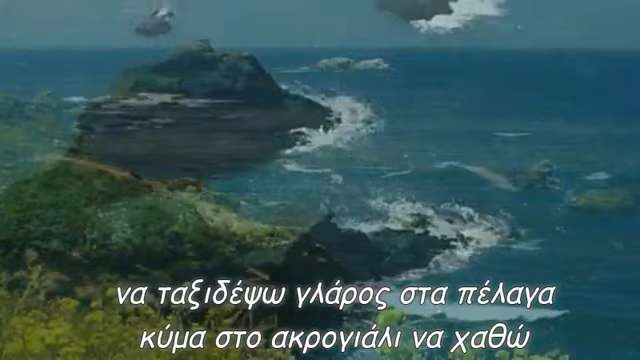 να ταξιδέψω γλάρος στα πέλαγα
κύμα στο ακρογιάλι να χαθώ